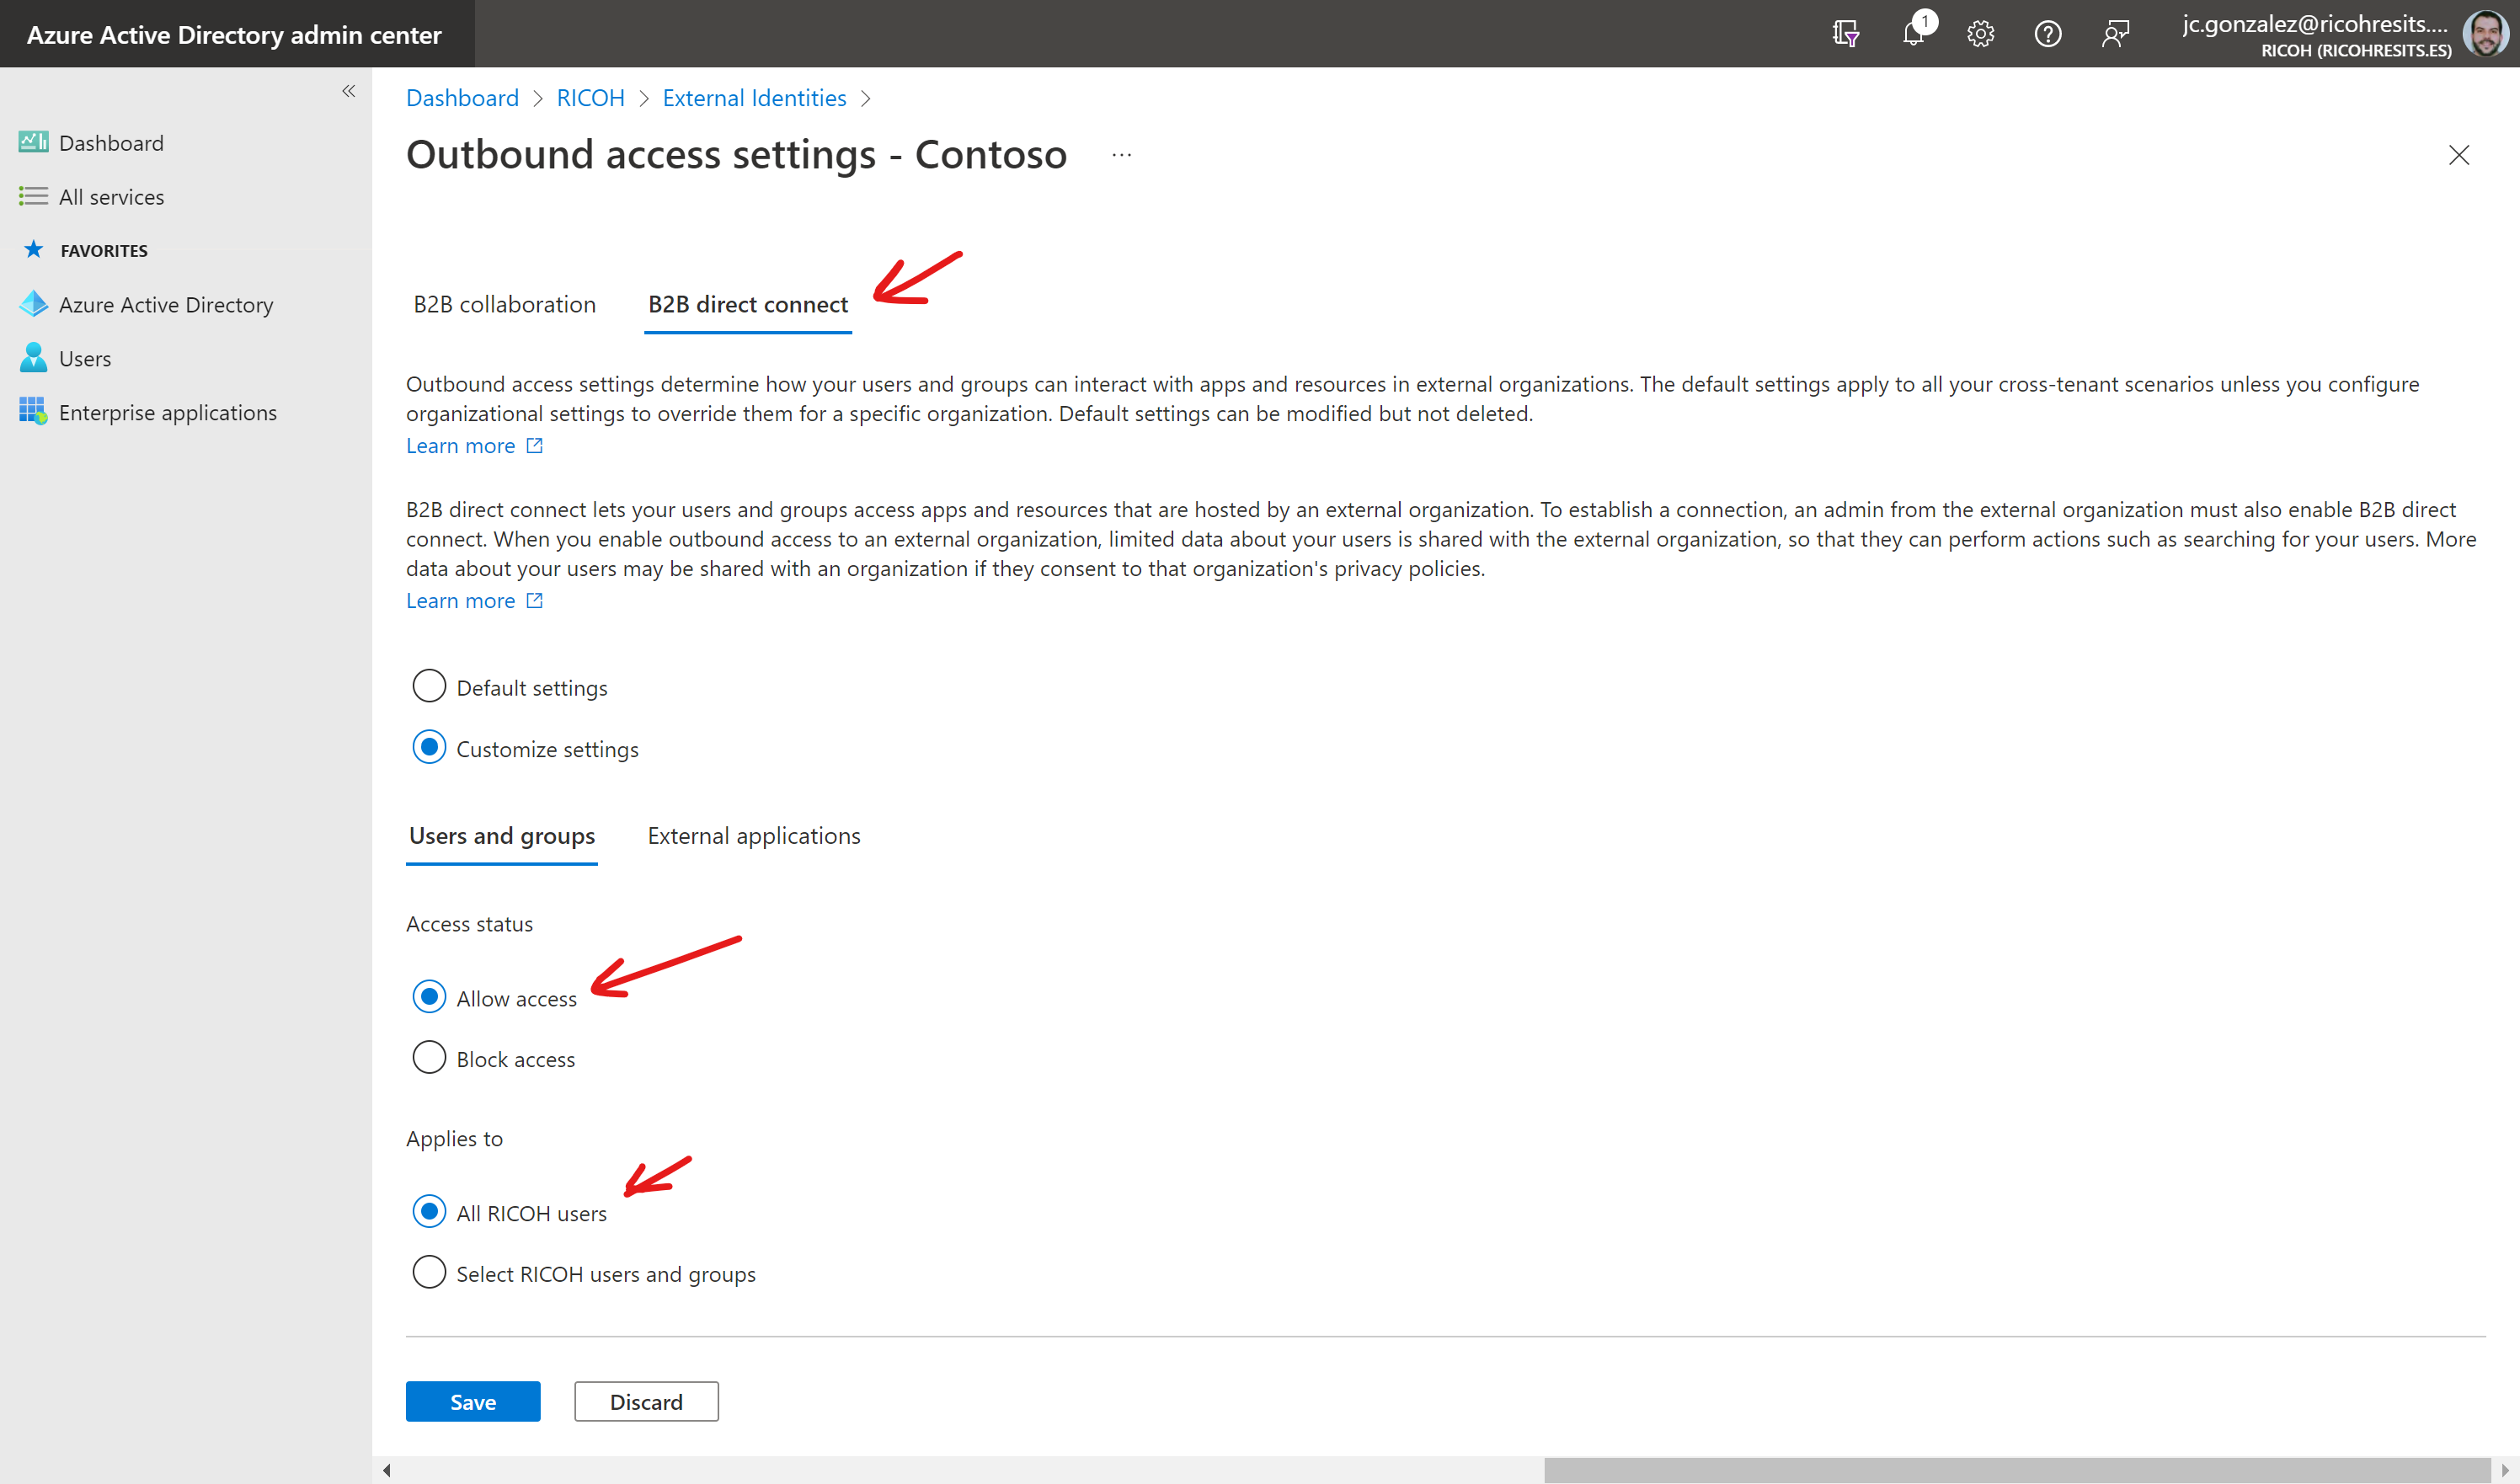 Azure Active Directory admin center
1
jc.gonzalez@ricohresits....
RICOH (RICOHRESITS.ES)
Dashboard
All services
FAVORITES
Azure Active Directory
Users
Enterprise applications
Dashboard > RICOH > External Identities >
Outbound access settings - Contoso ...
B2B collaboration
B2B direct connect
Outbound access settings determine how your users and groups can interact with apps and resources in external organizations. The default settings apply to all your cross-tenant scenarios unless you configure
organizational settings to override them for a specific organization. Default settings can be modified but not deleted.
Learn more
B2B direct connect lets your users and groups access apps and resources that are hosted by an external organization. To establish a connection, an admin from the external organization must also enable B2B direct
connect. When you enable outbound access to an external organization, limited data about your users is shared with the external organization, so that they can perform actions such as searching for your users. More
data about your users may be shared with an organization if they consent to that organization's privacy policies.
Learn more
Default settings
Customize settings
Users and groups
External applications
Access status
Allow access
Block access
Applies to
All RICOH users
Select RICOH users and groups
Save
Discard